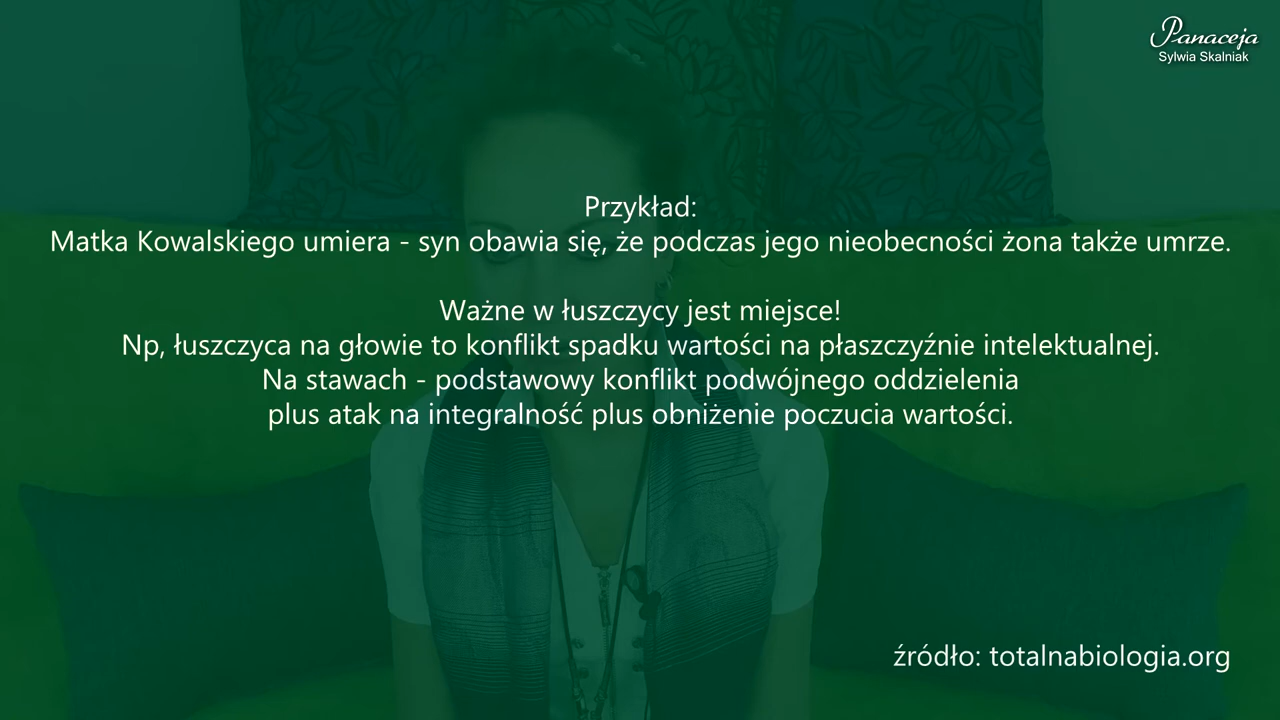 Panaceja
Sylwia Skalniak
Przykład:
Matka Kowalskiego umiera - syn obawia się, że podczas jego nieobecności żona także umrze.
Ważne w łuszczycy jest miejsce!
Np, łuszczyca na głowie to konflikt spadku wartości na płaszczyźnie intelektualnej.
Na stawach - podstawowy konflikt podwójnego oddzielenia
plus atak na integralność plus obniżenie poczucia wartości.
źródło: totalnabiologia.org